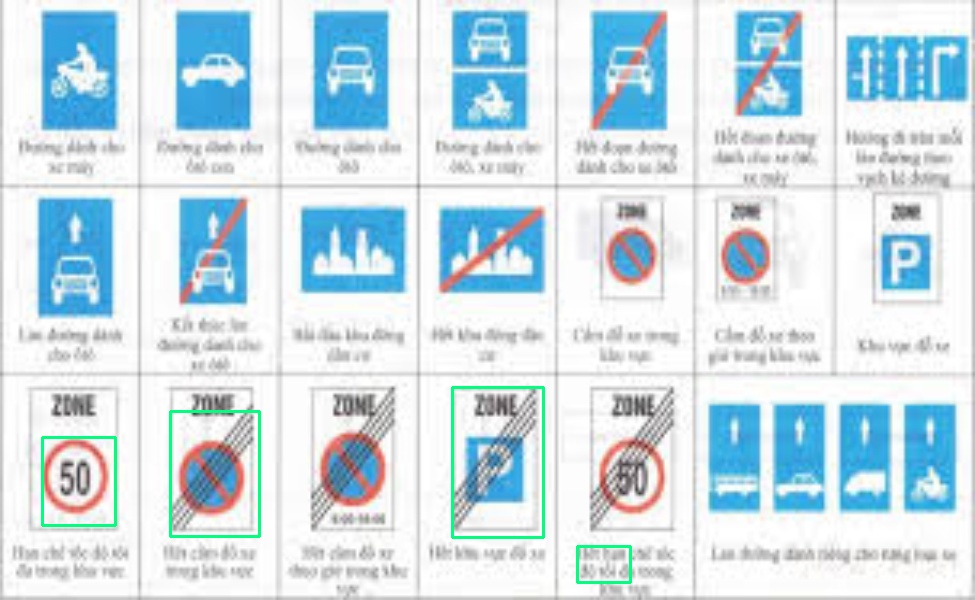 Đường dành cho
xe máy
Đường dành cho
ôtô con
Đường dành cho
ôtô
Đường dành cho
ôtô, xe máy
Hết đoạn đường
dành cho xe ôtô
Hết đoạn đường
dành cho xe ôtô,
xe máy
Hướng đi trên mỗi
làn đường theo
vạch kẻ đường
Làn đường dành
cho ôtô
Kết thúc làn
đường dành cho
xe ôtô
Bắt đầu khu đông
dân cư
Hết khu đông dân
cư
ZONE
Cấm đỗ xe trong
khu vực
ZONE
Cấm đỗ xe theo
giờ trong khu vực
ZONE
P
Khu vực đỗ xe
ZONE
50
Hạn chế tốc độ tối
đa trong khu vực
ZONE
Hết cấm đỗ xe
trong khu vực
ZONE
Hết cấm đỗ xe
theo giờ trong khu
vực
ZONE
P
Hết khu vực đỗ xe
ZONE
50
Hết hạn chế tốc
độ tối đa trong
khu vực
Làn đường dành riêng cho từng loại xe